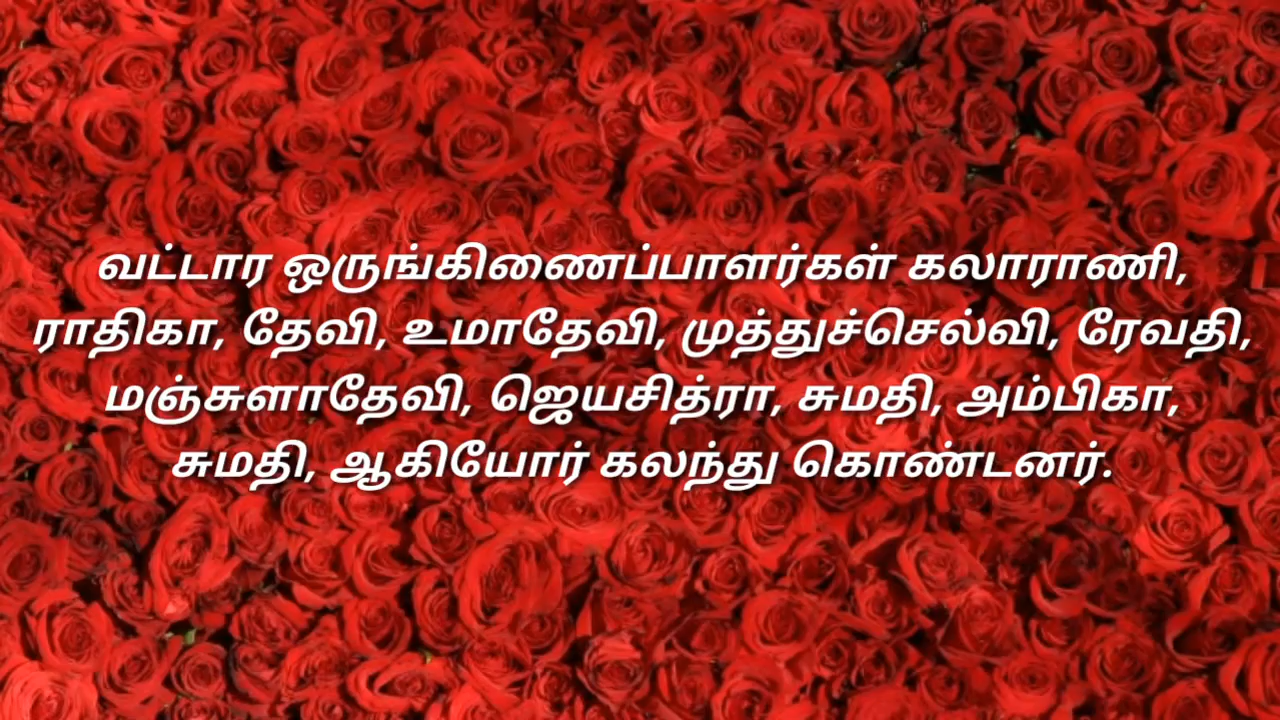 வட்டார ஒருங்கிணைப்பாளர்கள் கலாராணி,
ராதிகா, தேவி, உமாதேவி, முத்துச்செல்வி, ரேவதி,
மஞ்சுளாதேவி, ஜெயசித்ரா, சுமதி, அம்பிகா,
சுமதி, ஆகியோர் கலந்து கொண்டனர்.